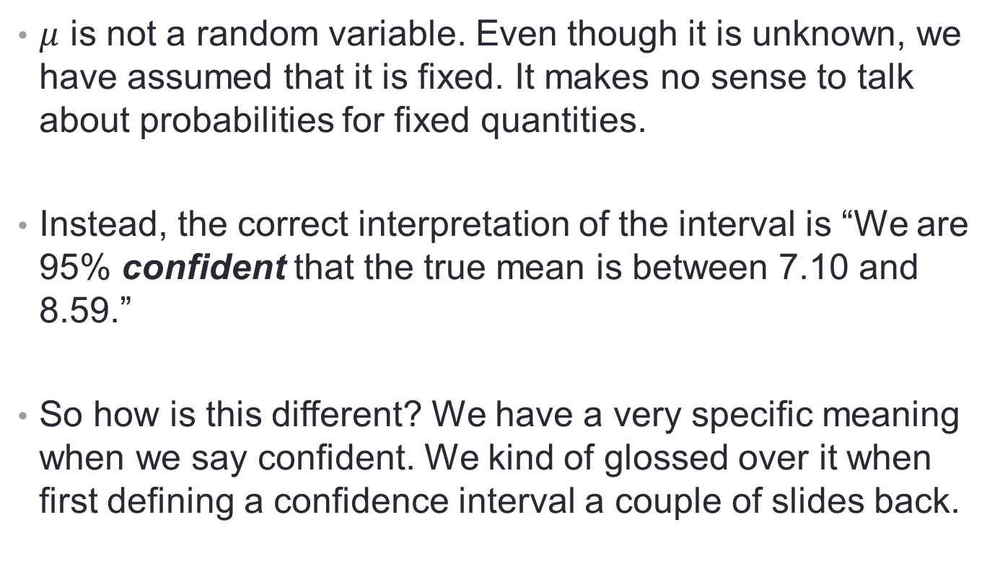 • 𝜇 is not a random variable. Even though it is unknown, we
have assumed that it is fixed. It makes no sense to talk
about probabilities for fixed quantities.
• Instead, the correct interpretation of the interval is “We are
95% confident that the true mean is between 7.10 and
8.59.”
• So how is this different? We have a very specific meaning
when we say confident. We kind of glossed over it when
first defining a confidence interval a couple of slides back.